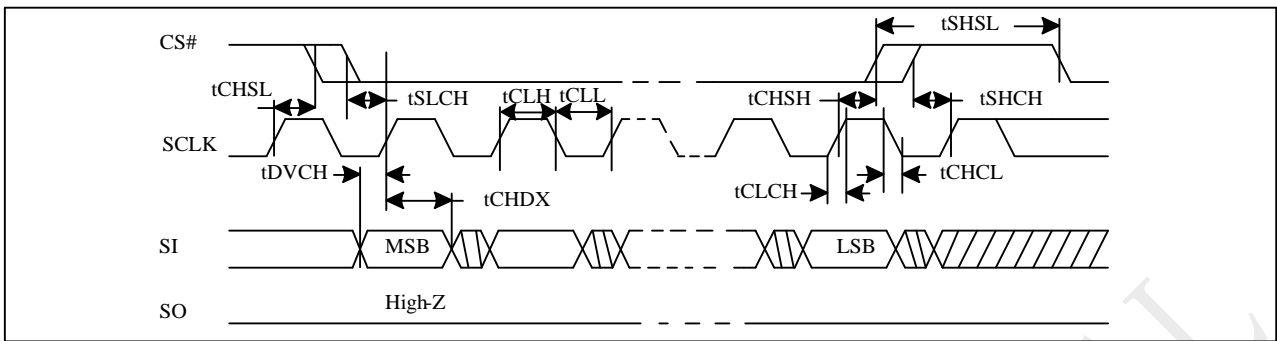 tSHSL
CS#
tCHSL
tSLCH
tCLH
tCLL
tCHSH
tSHCH
SCLK
tDVCH
tCHCL
tCLCH
tCHDX
SI
MSB
LSB
High-Z
SO